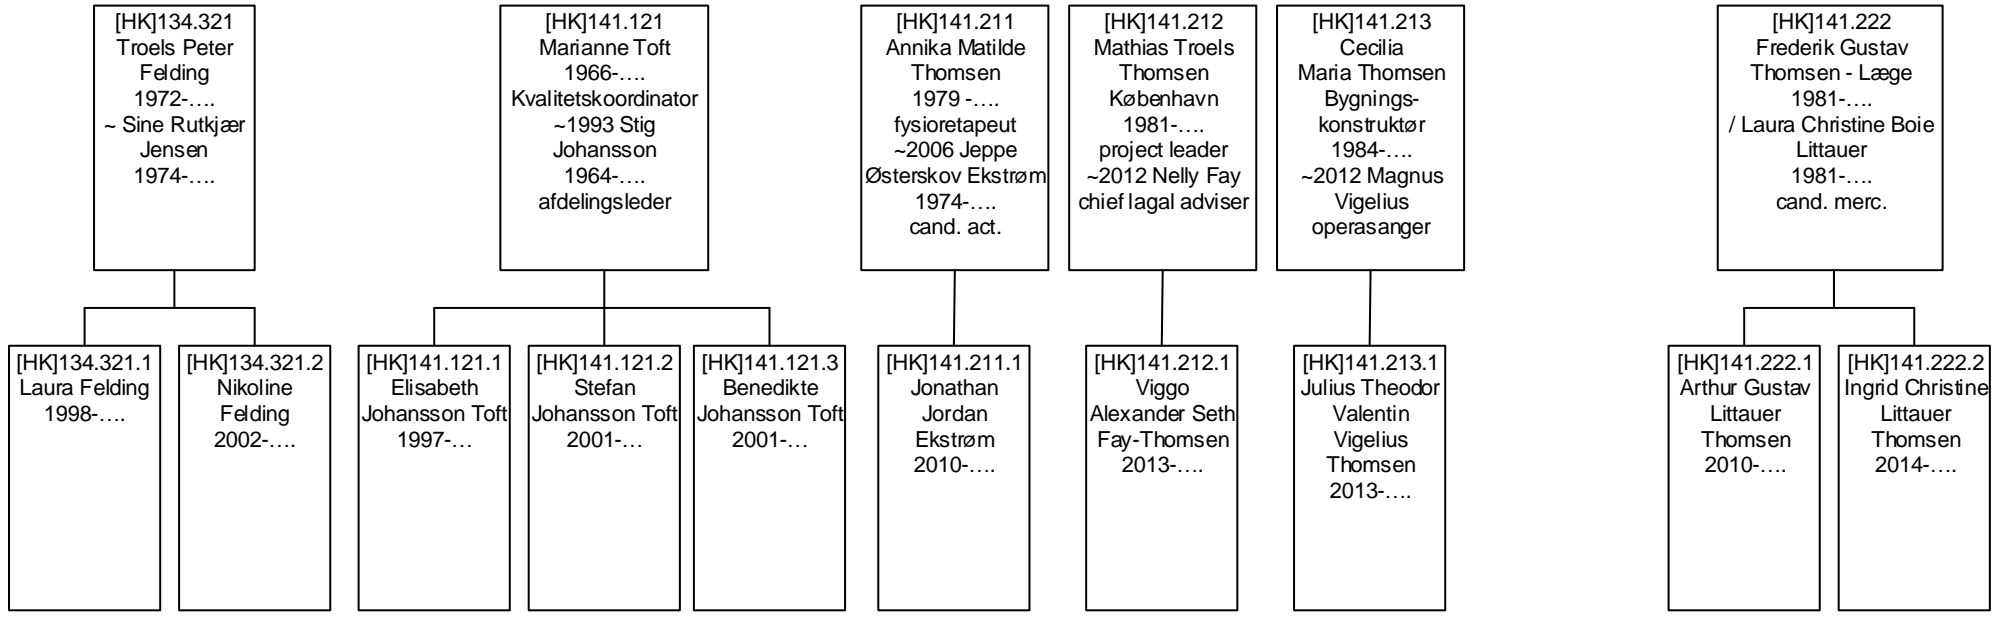 [HK]134.321
Troels Peter
Felding
1972-....
~ Sine Rutkjær
Jensen
1974-....
[HK]141.121
Marianne Toft
1966-....
Kvalitetskoordinator
~1993 Stig
Johansson
1964-....
afdelingsleder
[HK]141.211
Annika Matilde
Thomsen
1979 -....
fysioretapeut
~2006 Jeppe
Østerskov Ekstrøm
1974-....
cand. act.
[HK]141.212
Mathias Troels
Thomsen
København
1981-....
project leader
~2012 Nelly Fay
chief lagal adviser
[HK]141.213
Cecilia
Maria Thomsen
Bygnings-
konstruktør
1984-....
~2012 Magnus
Vigelius
operasanger
[HK]141.222
Frederik Gustav
Thomsen - Læge
1981-....
/ Laura Christine Boie
Littauer
1981-....
cand. merc.
[HK]134.321.1
Laura Felding
1998-....
[HK]134.321.2
Nikoline
Felding
2002-....
[HK]141.121.1
Elisabeth
Johansson Toft
1997-...
[HK]141.121.2
Stefan
Johansson Toft
2001-...
[HK]141.121.3
Benedikte
Johansson Toft
2001-...
[HK]141.211.1
Jonathan
Jordan
Ekstrøm
2010-....
[HK]141.212.1
Viggo
Alexander Seth
Fay-Thomsen
2013-....
[HK]141.213.1
Julius Theodor
Valentin
Vigelius
Thomsen
2013-....
[HK]141.222.1
Arthur Gustav
Littauer
Thomsen
2010-....
[HK]141.222.2
Ingrid Christine
Littauer
Thomsen
2014-....